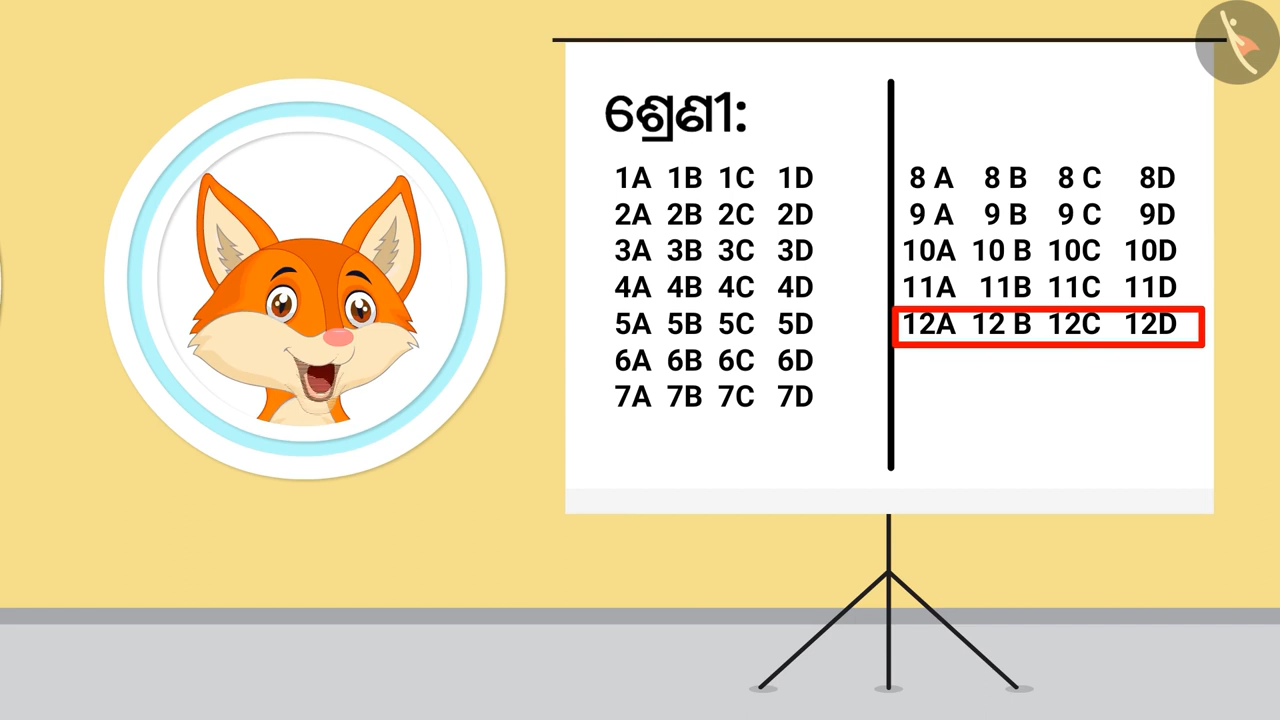 ଶ୍ରେଣୀ:
1A 1B 1C 1D
2A 2B 2C 2D
3A 3B 3C 3D
4A 4B 4C 4D
5A 5B 5C 5D
6A 6B 6C 6D
7A 7B 7C 7D
8 A 8 B 8 C 8D
9 A 9 B 9 C 9D
10A 10 B 10C 10D
11A 11B 11C 11D
12A 12 B 12C 12D